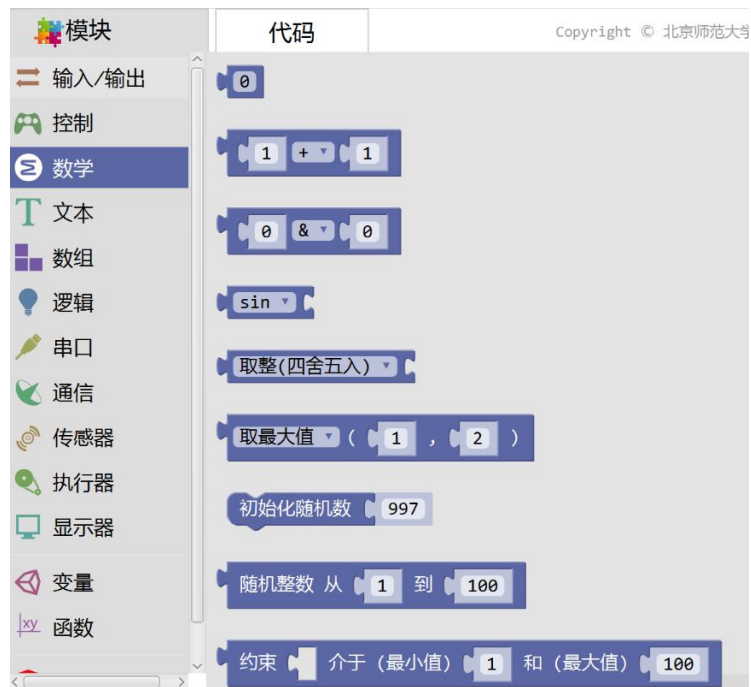 模块
代码
Copyright © 北京师范大学
输入/输出
控制
数学
文本
数组
逻辑
串口
通信
传感器
执行器
显示器
变量
xy 函数
0
1 + 1
0 & 0
sin
取整(四舍五入)
取最大值 ( 1 , 2 )
初始化随机数 997
随机整数 从 1 到 100
约束 介于 (最小值) 1 和 (最大值) 100